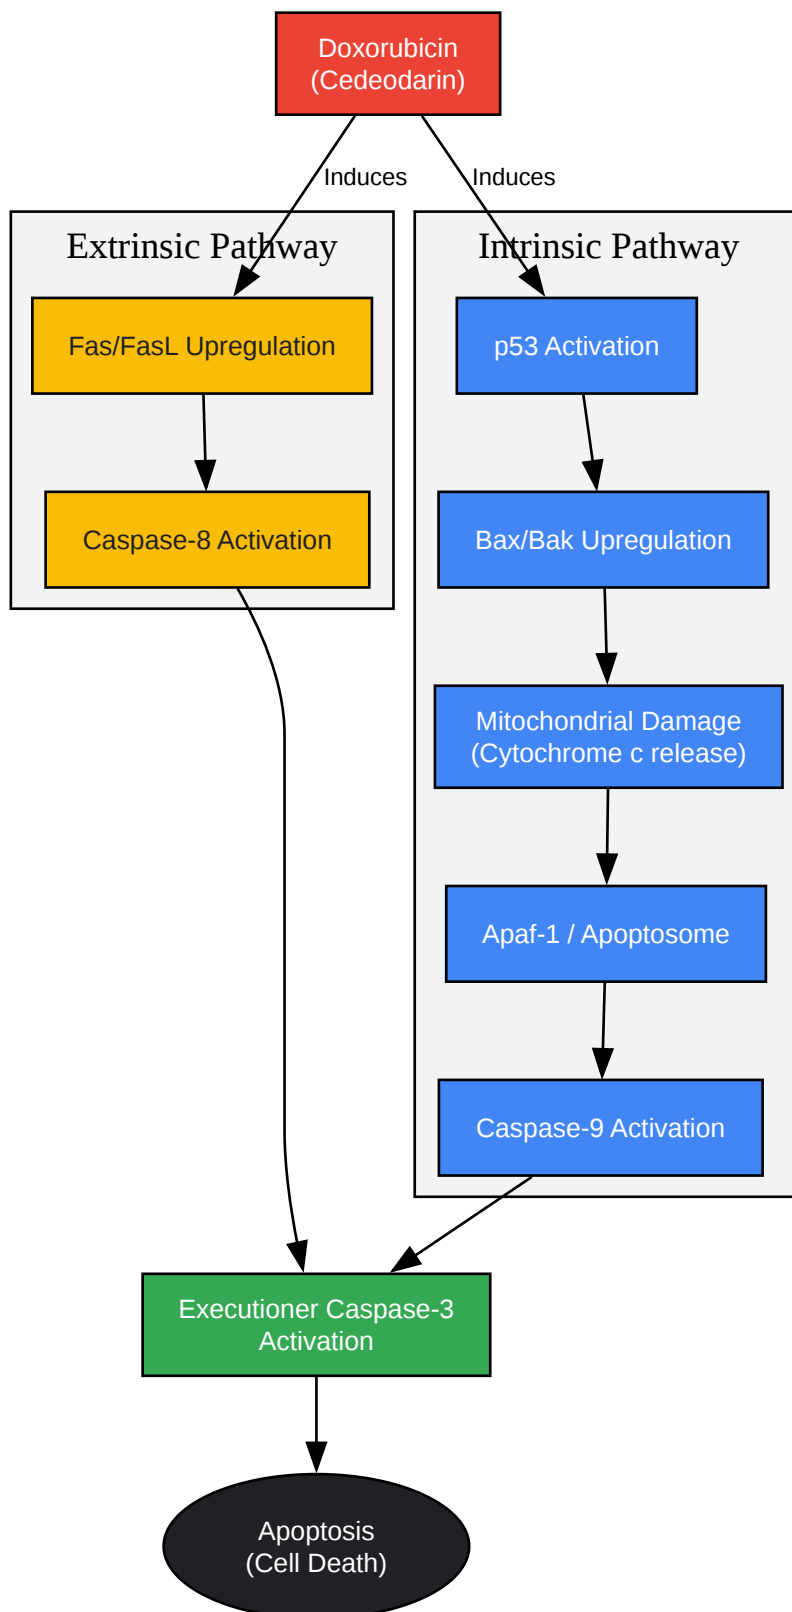 Doxorubicin
(Cedeodarin)
Induces
Induces
Extrinsic Pathway
Intrinsic Pathway
Fas/FasL Upregulation
p53 Activation
Caspase-8 Activation
Bax/Bak Upregulation
Mitochondrial Damage
(Cytochrome c release)
Apaf-1 / Apoptosome
Caspase-9 Activation
Executioner Caspase-3
Activation
Apoptosis
(Cell Death)